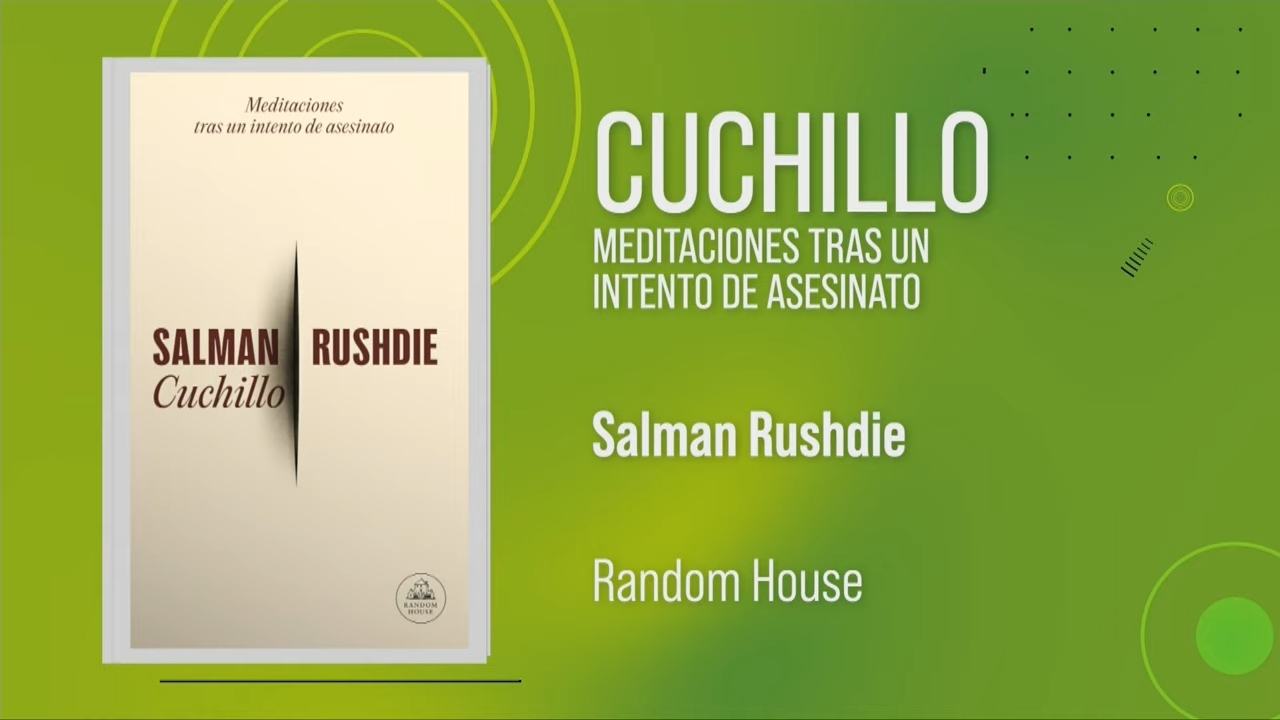 Meditaciones
tras un intento de asesinato
SALMAN RUSHDIE
Cuchillo
RANDOM
HOUSE
CUCHILLO
MEDITACIONES TRAS UN
INTENTO DE ASESINATO
Salman Rushdie
Random House